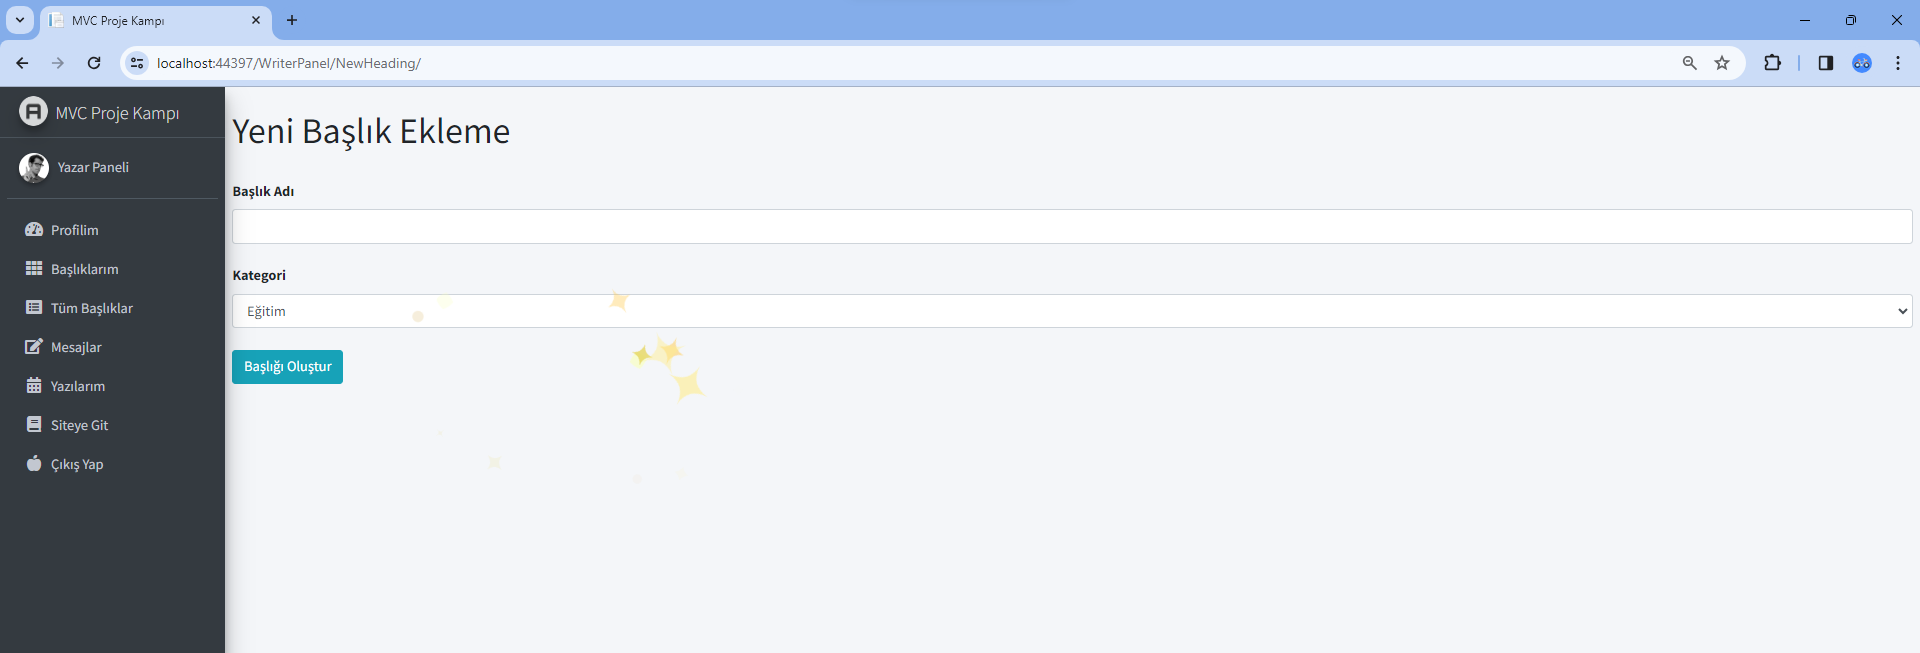 MVC Proje Kampı
localhost:44397/WriterPanel/NewHeading/
MVC Proje Kampı
Yazar Paneli
Profilim
Başlıklarım
Tüm Başlıklar
Mesajlar
Yazılarım
Siteye Git
Çıkış Yap
Yeni Başlık Ekleme
Başlık Adı
Kategori
Eğitim
Başlığı Oluştur